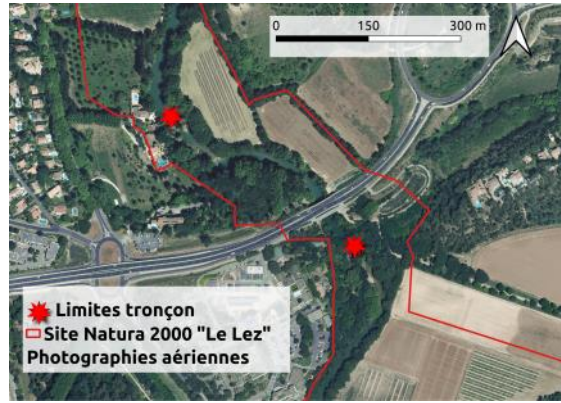 0 150 300 m
Limites tronçon
Site Natura 2000 "Le Lez"
Photographies aériennes